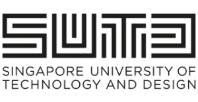 SUTD
SINGAPORE UNIVERSITY OF
TECHNOLOGY AND DESIGN